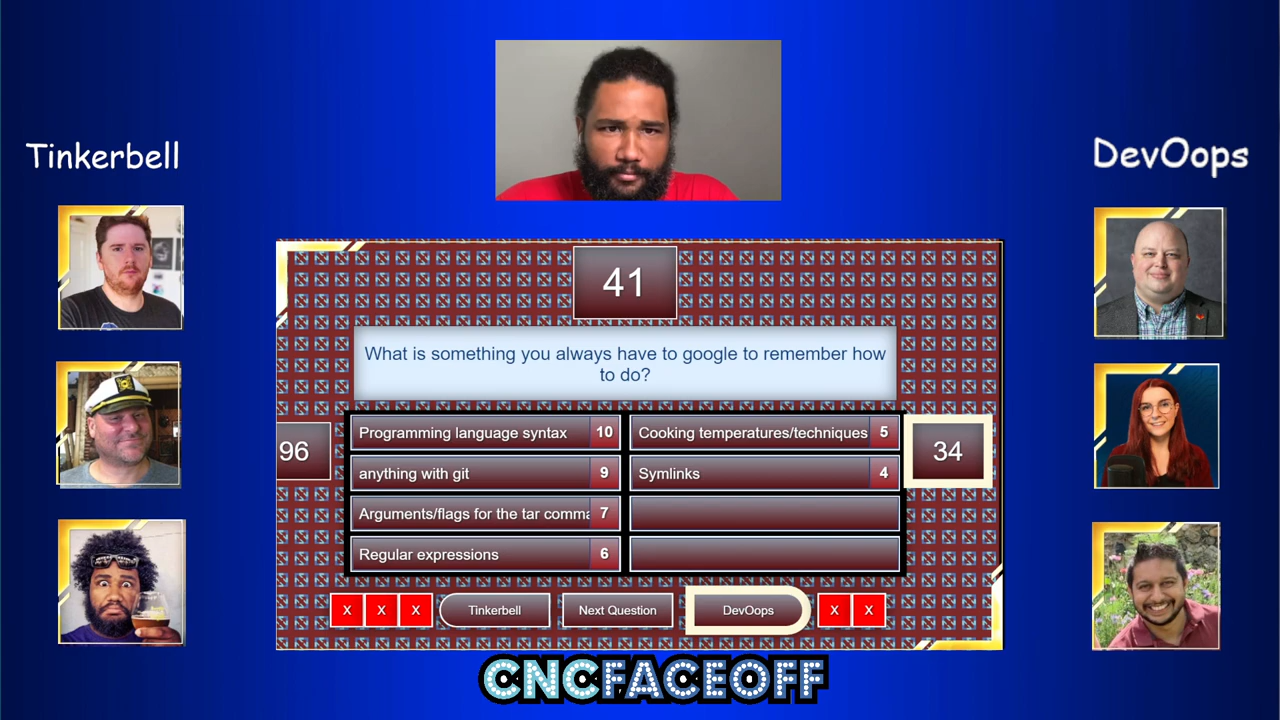 Tinkerbell
DevOops
41
What is something you always have to google to remember how
to do?
96
34
Programming language syntax 10
Cooking temperatures/techniques 5
anything with git 9
Symlinks 4
Arguments/flags for the tar comma 7
Regular expressions 6
X X X
Tinkerbell
Next Question
DevOops
X X
CNCFACEOFF